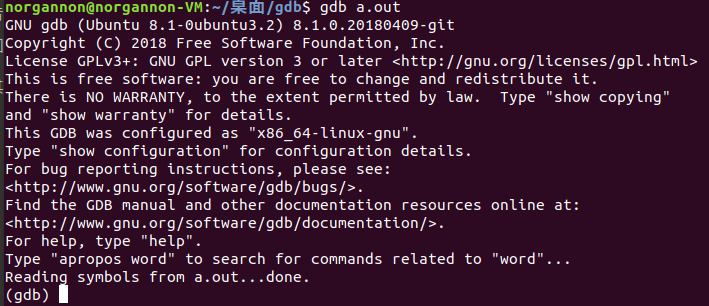 norgannon@norgannon-VM:~/桌面/gdb$ gdb a.out
GNU gdb (Ubuntu 8.1-0ubuntu3.2) 8.1.0.20180409-git
Copyright (C) 2018 Free Software Foundation, Inc.
License GPLv3+: GNU GPL version 3 or later <http://gnu.org/licenses/gpl.html>
This is free software: you are free to change and redistribute it.
There is NO WARRANTY, to the extent permitted by law.  Type "show copying"
and "show warranty" for details.
This GDB was configured as "x86_64-linux-gnu".
Type "show configuration" for configuration details.
For bug reporting instructions, please see:
<http://www.gnu.org/software/gdb/bugs/>.
Find the GDB manual and other documentation resources online at:
<http://www.gnu.org/software/gdb/documentation/>.
For help, type "help".
Type "apropos word" to search for commands related to "word"...
Reading symbols from a.out...done.
(gdb)